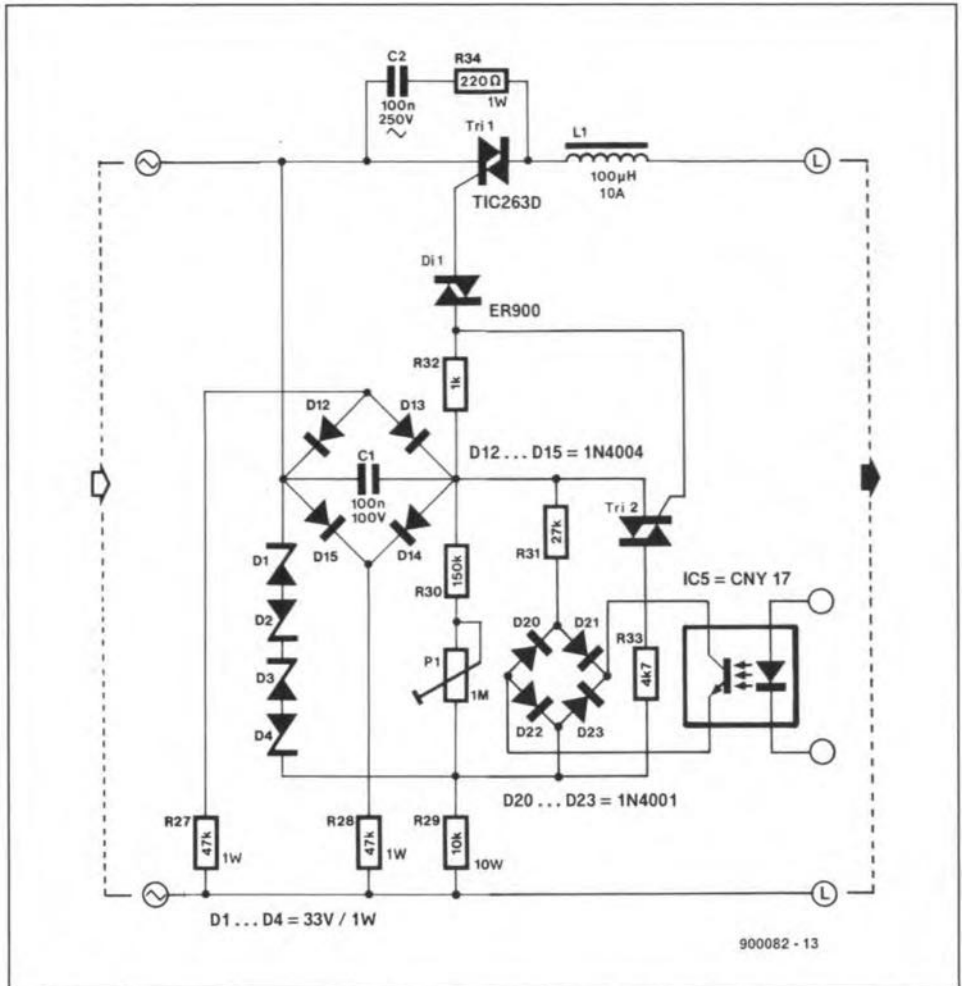 C2
R34
220Ω
100n
250V
~
1W
Tri 1
L1
~
L
100µH
10A
TIC263D
Di 1
ER900
R32
1k
D12
D13
D12 ... D15 = 1N4004
C1
100n
100V
Tri 2
27k
R31
D15
D14
D1
150k
R30
IC5 = CNY 17
D20
D21
D2
R33
4k7
P1
1M
D3
D22
D23
D4
D20 ... D23 = 1N4001
R27
47k
1W
R28
47k
1W
R29
10k
10W
~
L
D1 ... D4 = 33V / 1W
900082 - 13